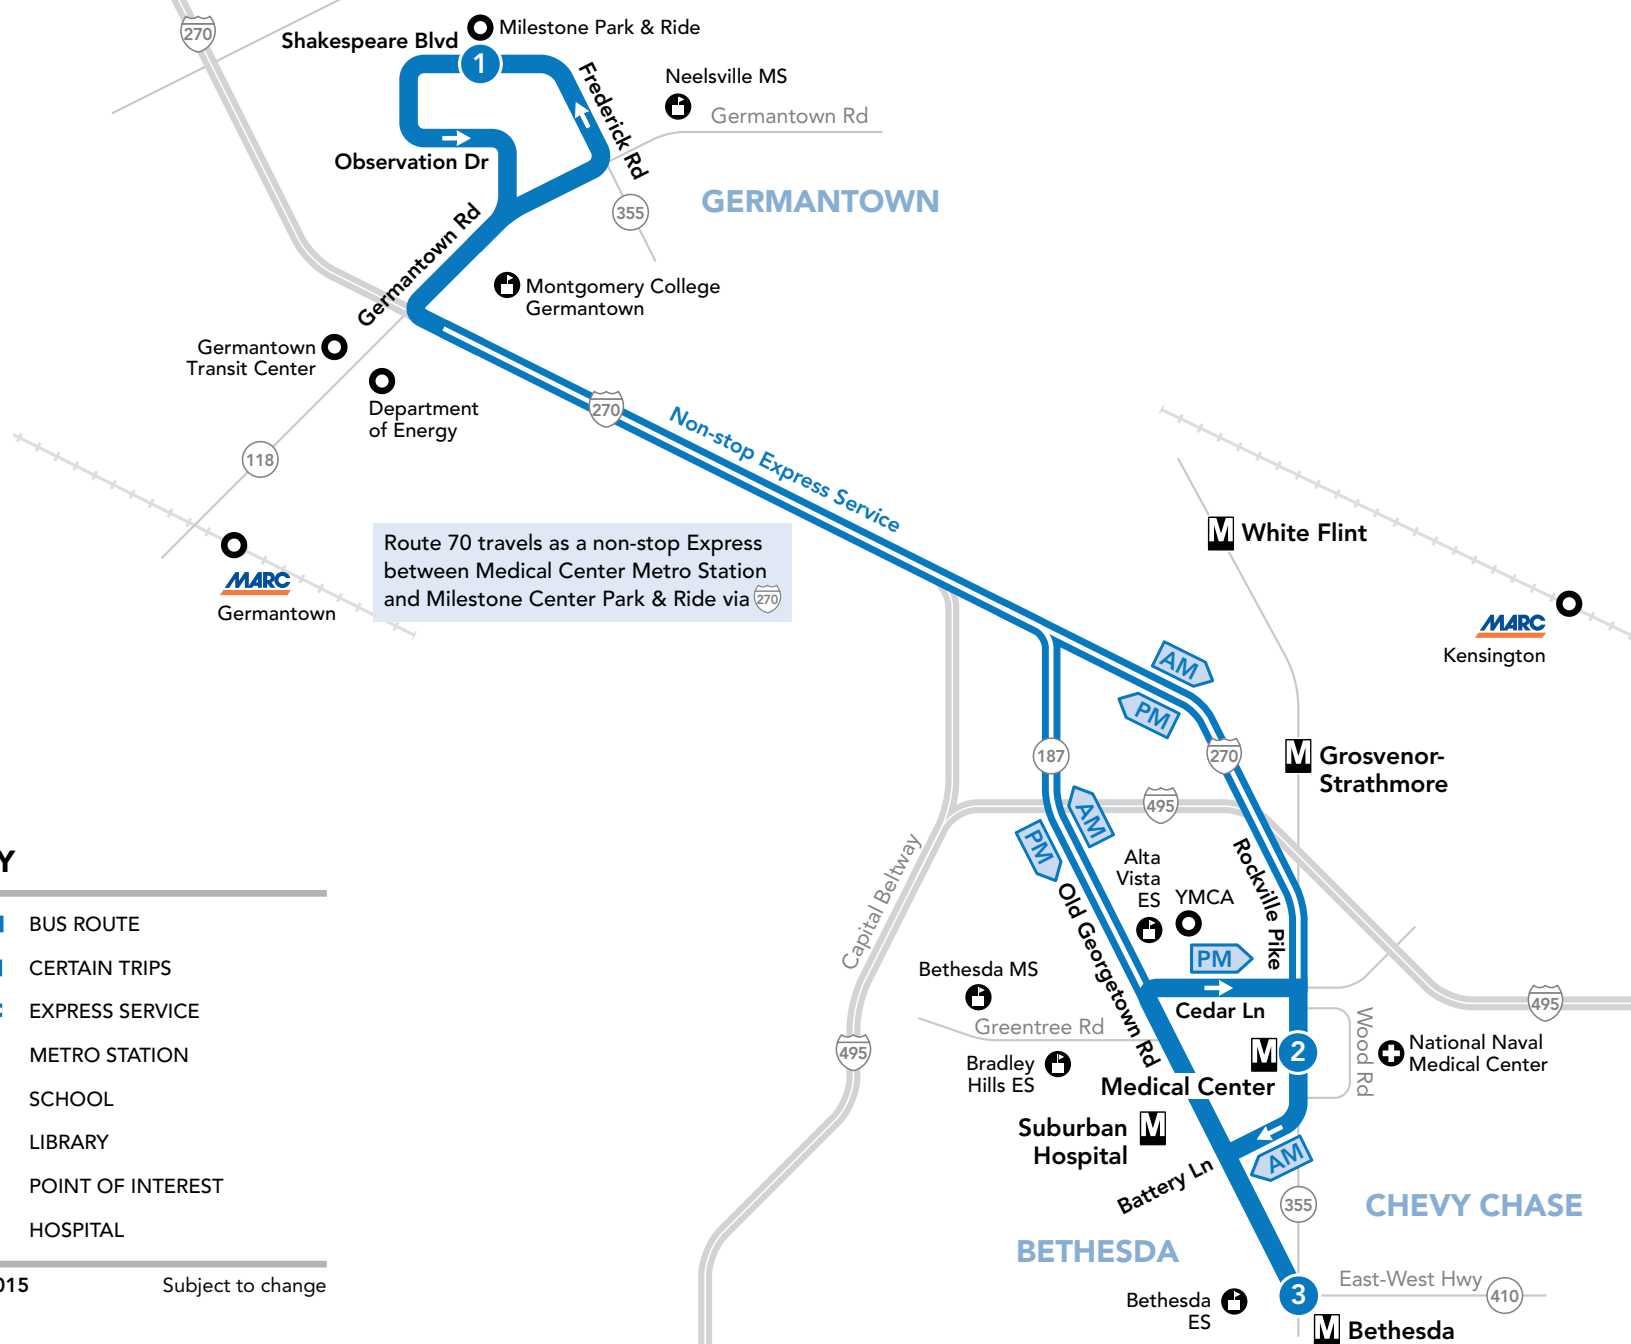 270
Shakespeare Blvd
Milestone Park & Ride
1
Frederick Rd
Neelsville MS
Germantown Rd
Observation Dr
GERMANTOWN
355
Germantown Rd
Montgomery College
Germantown
Germantown
Transit Center
Department
of Energy
270
Non-stop Express Service
118
MARC
Germantown
Route 70 travels as a non-stop Express
between Medical Center Metro Station
and Milestone Center Park & Ride via 270
M White Flint
MARC
Kensington
AM
PM
187
270
M Grosvenor-
Strathmore
495
AM
PM
Capital Beltway
Alta
Vista
ES
YMCA
Rockville Pike
Old Georgetown Rd
PM
Bethesda MS
Cedar Ln
Greentree Rd
495
495
Bradley
Hills ES
M 2
Wood Rd
National Naval
Medical Center
Medical Center
Suburban
Hospital
M
AM
Battery Ln
355
CHEVY CHASE
BETHESDA
East-West Hwy
410
3
Bethesda
ES
M Bethesda
Y
BUS ROUTE
CERTAIN TRIPS
EXPRESS SERVICE
METRO STATION
SCHOOL
LIBRARY
POINT OF INTEREST
HOSPITAL
015
Subject to change